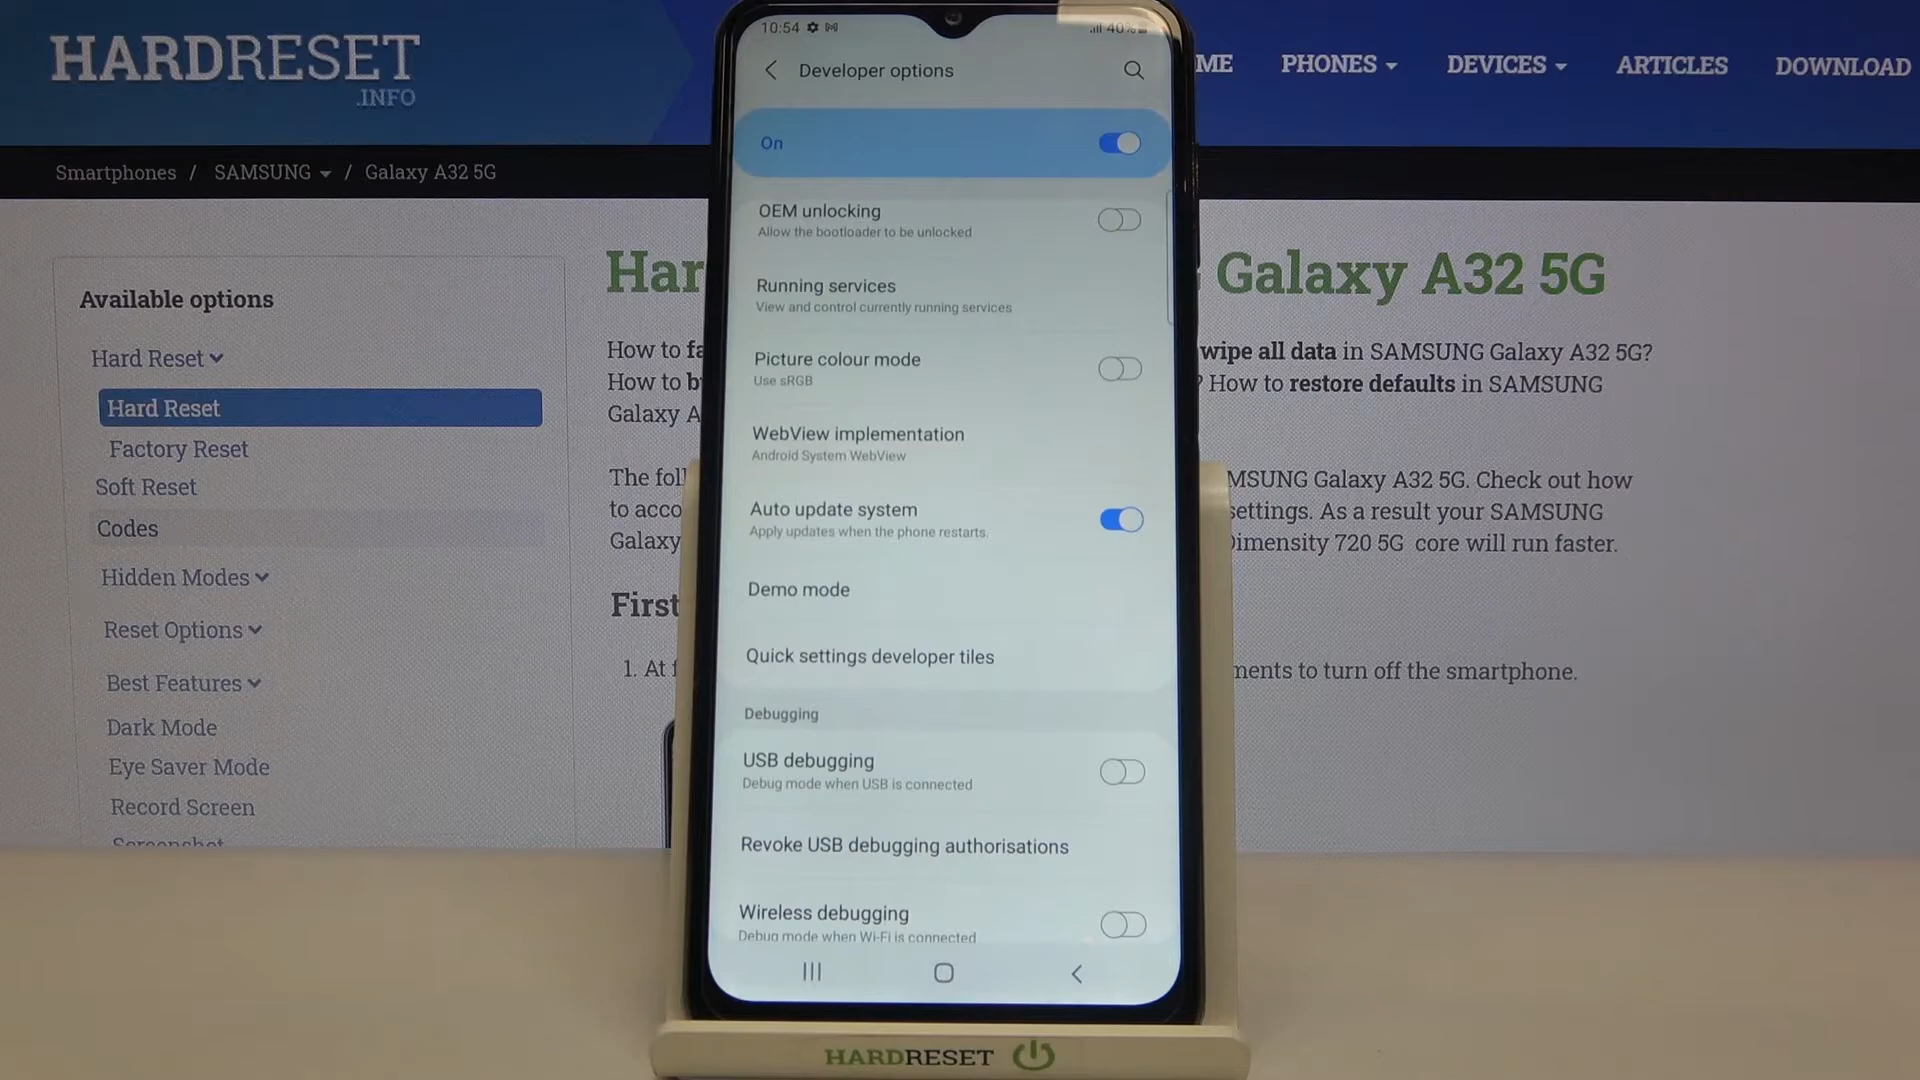 HARDRESET
.INFO
ME
PHONES
DEVICES
ARTICLES
DOWNLOAD
Smartphones / SAMSUNG / Galaxy A32 5G
Available options
Hard Reset
Hard Reset
Factory Reset
Soft Reset
Codes
Hidden Modes
Reset Options
Best Features
Dark Mode
Eye Saver Mode
Record Screen
Screenshot
Har
Galaxy A32 5G
How to fa
wipe all data in SAMSUNG Galaxy A32 5G?
How to b
? How to restore defaults in SAMSUNG
Galaxy A
The foll
MSUNG Galaxy A32 5G. Check out how
to acco
settings. As a result your SAMSUNG
Galaxy
Dimensity 720 5G core will run faster.
First
1. At f
ments to turn off the smartphone.
10:54
40%
Developer options
On
OEM unlocking
Allow the bootloader to be unlocked
Running services
View and control currently running services
Picture colour mode
Use sRGB
WebView implementation
Android System WebView
Auto update system
Apply updates when the phone restarts.
Demo mode
Quick settings developer tiles
Debugging
USB debugging
Debug mode when USB is connected
Revoke USB debugging authorisations
Wireless debugging
Debug mode when Wi-Fi is connected
HARDRESET